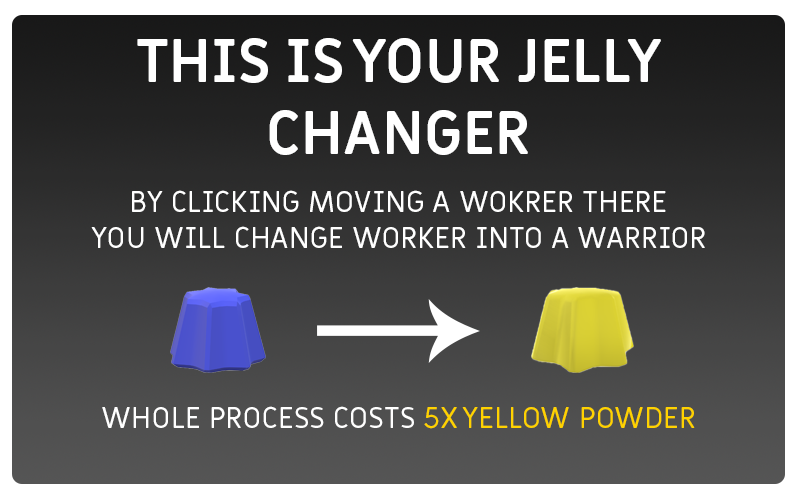 THIS IS YOUR JELLY
CHANGER
BY CLICKING MOVING A WOKRER THERE
YOU WILL CHANGE WORKER INTO A WARRIOR
WHOLE PROCESS COSTS 5X YELLOW POWDER